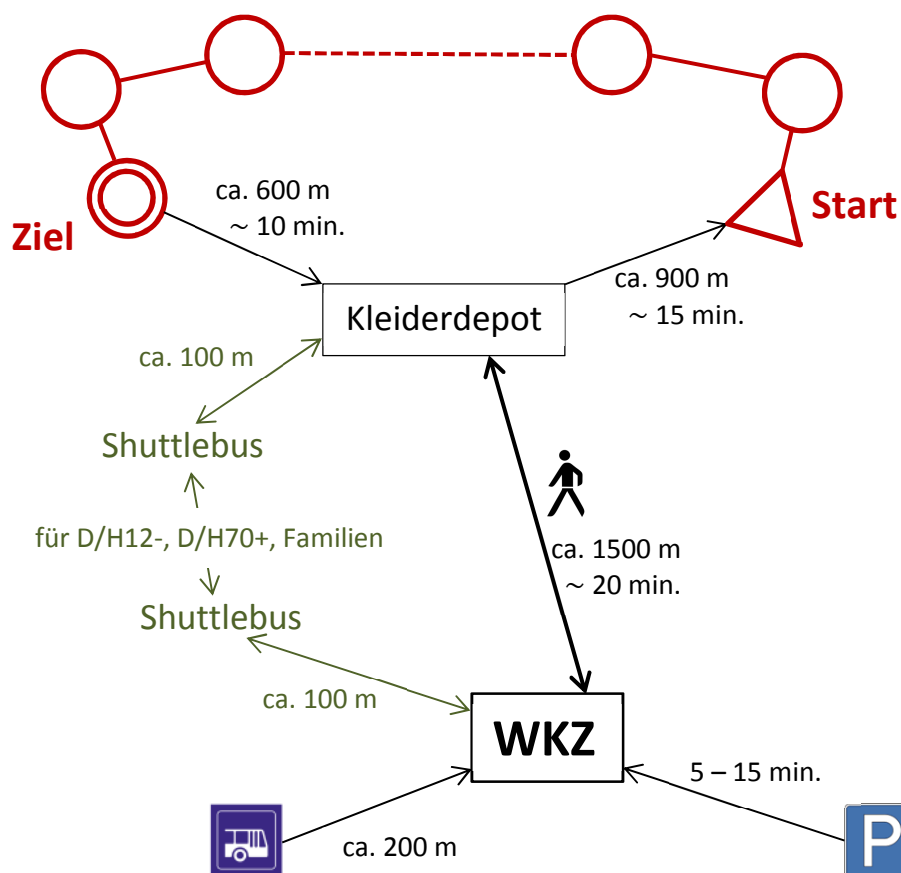 ca. 600 m
~ 10 min.
Ziel
Start
ca. 900 m
~ 15 min.
Kleiderdepot
ca. 100 m
Shuttlebus
für D/H12-, D/H70+, Familien
ca. 1500 m
~ 20 min.
Shuttlebus
ca. 100 m
WKZ
5 – 15 min.
ca. 200 m
P